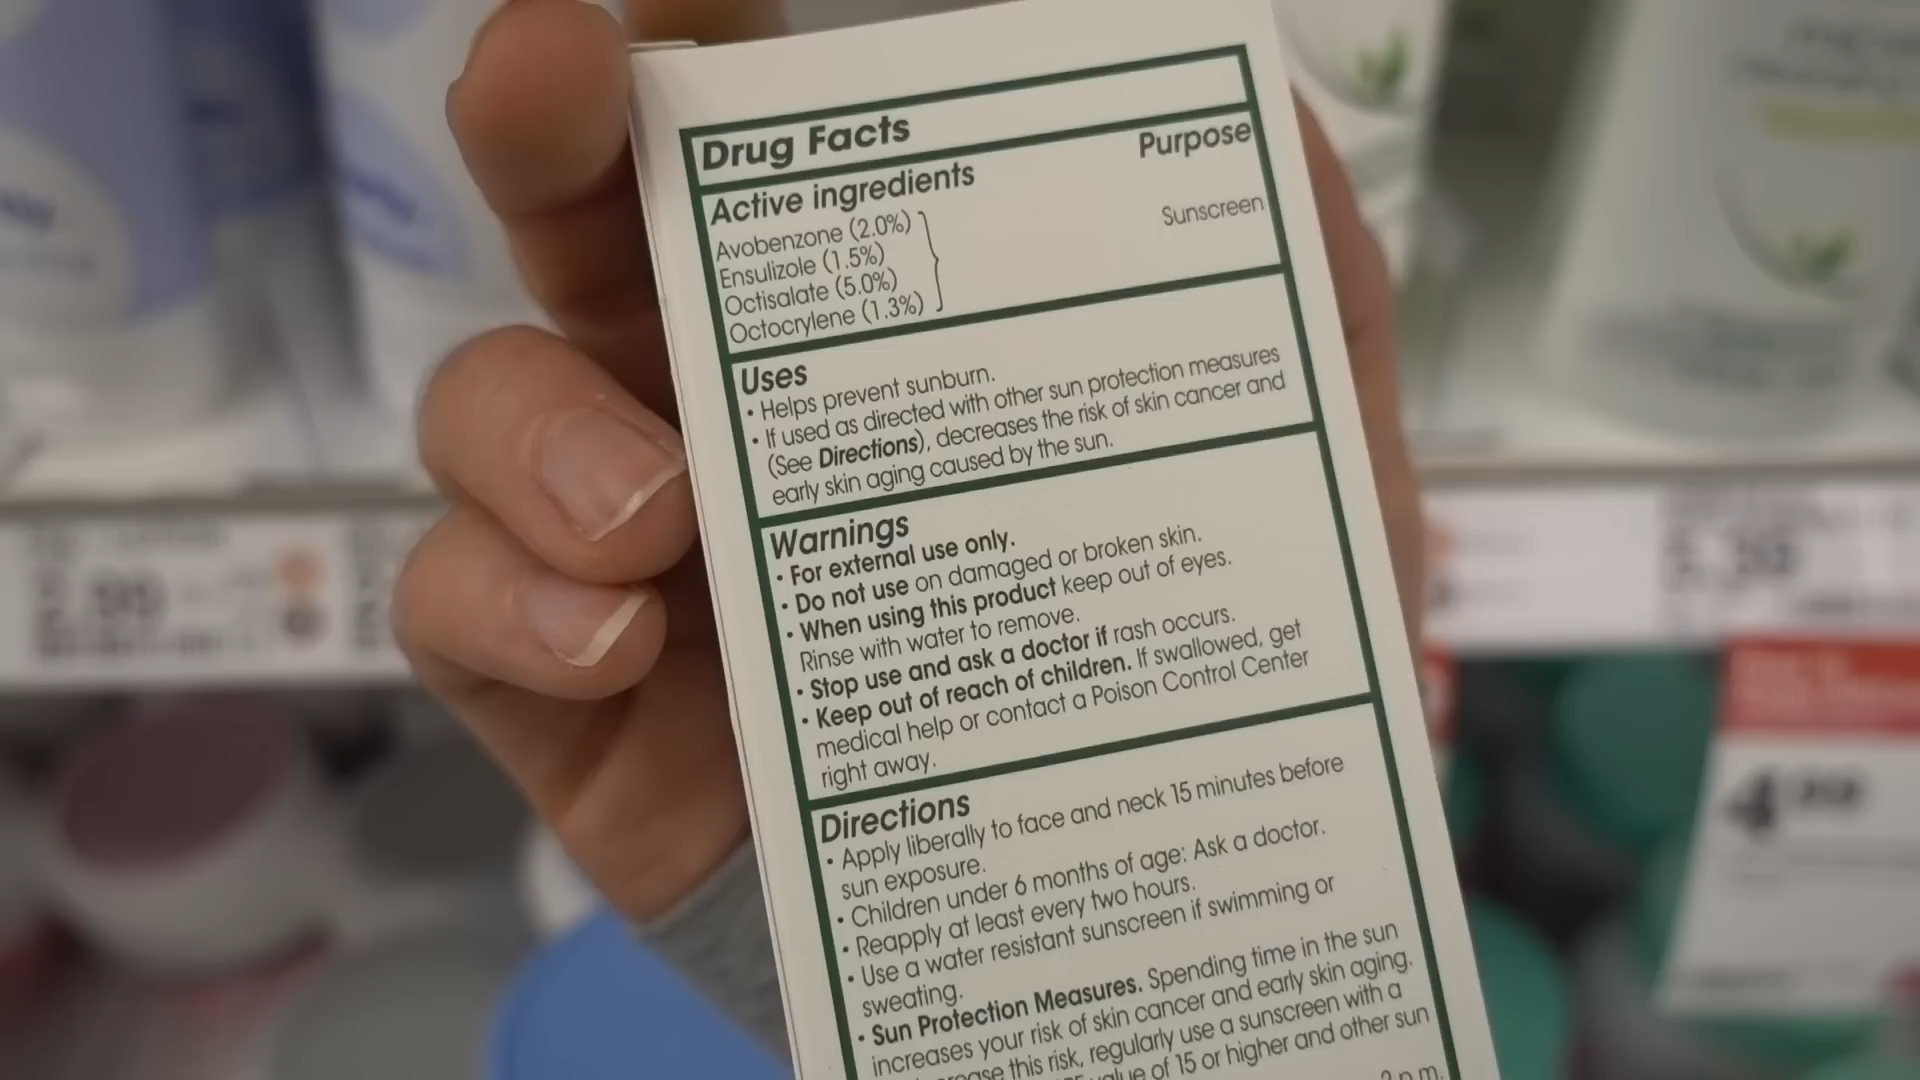 Drug Facts
Active ingredients Purpose
Avobenzone (2.0%)
Ensulizole (1.5%)
Octisalate (5.0%)
Octocrylene (1.3%)
Sunscreen
Uses
• Helps prevent sunburn.
• If used as directed with other sun protection measures
(See Directions), decreases the risk of skin cancer and
early skin aging caused by the sun.
Warnings
• For external use only.
• Do not use on damaged or broken skin.
• When using this product keep out of eyes.
Rinse with water to remove.
• Stop use and ask a doctor if rash occurs.
• Keep out of reach of children. If swallowed, get
medical help or contact a Poison Control Center
right away.
Directions
• Apply liberally to face and neck 15 minutes before
sun exposure.
• Children under 6 months of age: Ask a doctor.
• Reapply at least every two hours.
• Use a water resistant sunscreen if swimming or
sweating.
• Sun Protection Measures. Spending time in the sun
increases your risk of skin cancer and early skin aging.
this risk, regularly use a sunscreen with a
of 15 or higher and other sun
2 p.m.